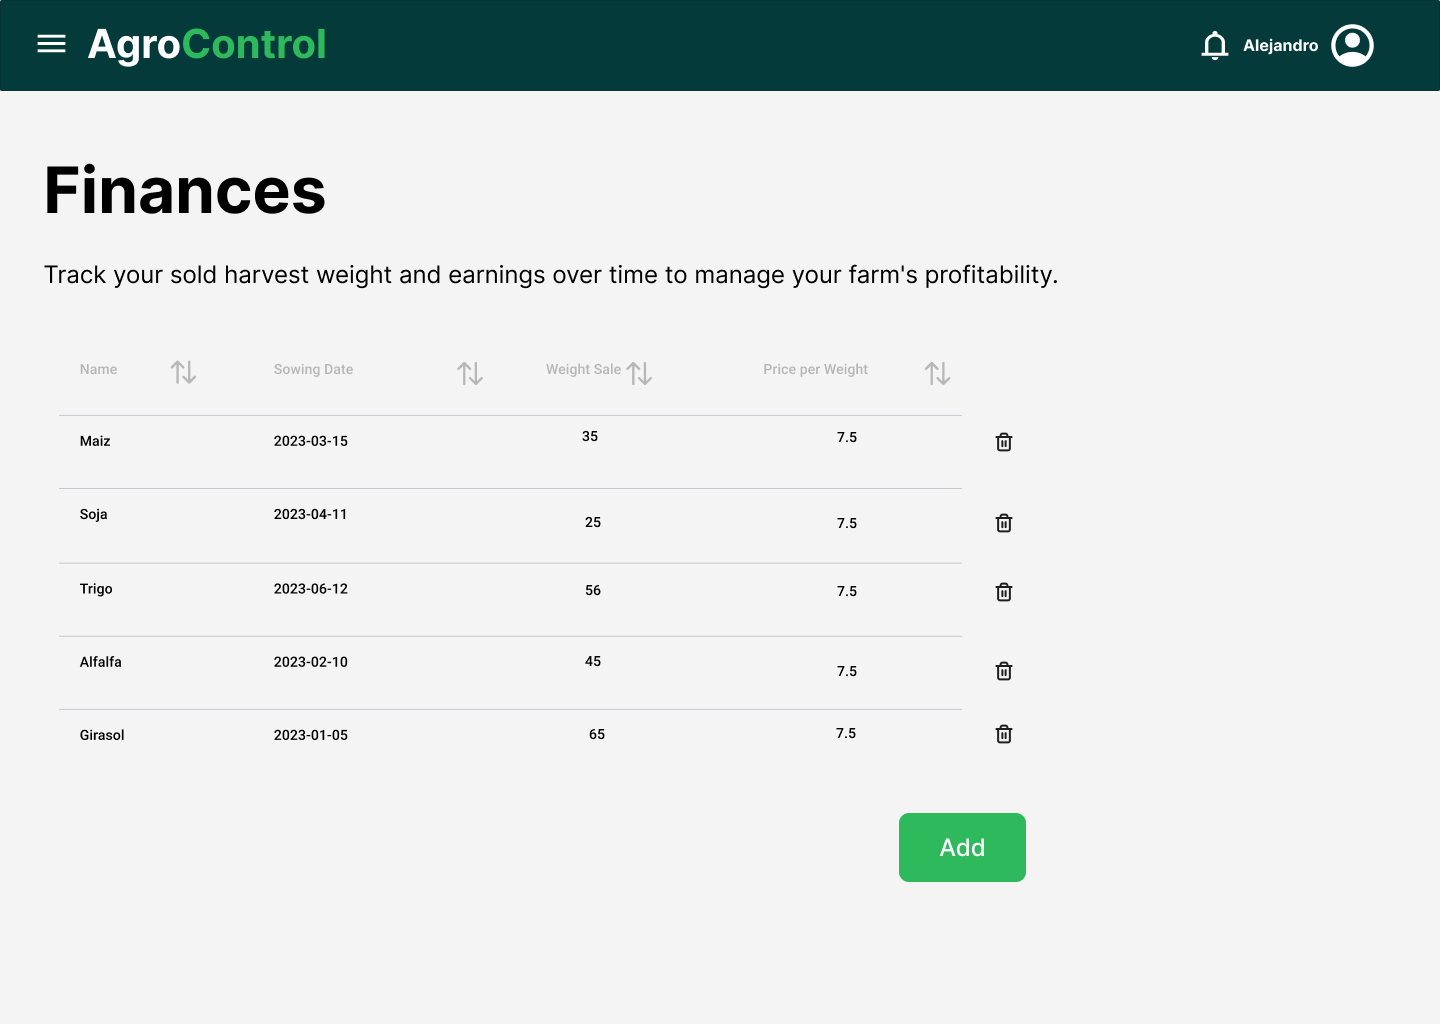 AgroControl
Alejandro
Finances
Track your sold harvest weight and earnings over time to manage your farm's profitability.
Name Sowing Date Weight Sale Price per Weight
Maiz 2023-03-15 35 7.5
Soja 2023-04-11 25 7.5
Trigo 2023-06-12 56 7.5
Alfalfa 2023-02-10 45 7.5
Girasol 2023-01-05 65 7.5
Add